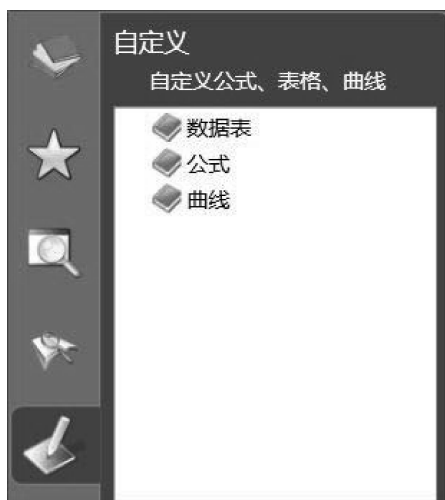 自定义
自定义公式、表格、曲线
数据表
公式
曲线